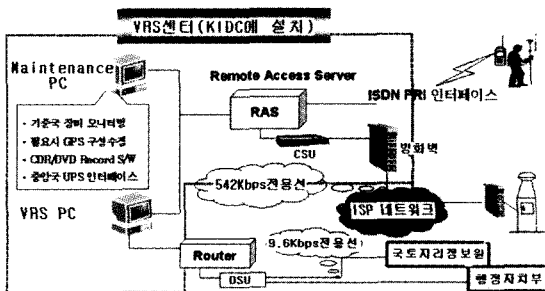 VRS센터(KIDC에 설치)
Maintenance
PC
Remote Access Server
ISDN PRI 인터페이스
RAS
CSU
방화벽
· 기준국 장비 모니터링
· 필요시 GPS 구성수정
· CDR/DVD Record S/W
· 중앙국 UPS 인터페이스
542Kbps전용선
ISP 네트워크
VRS PC
Router
9.6Kbps전용선
DSU
국토지리정보원
행정자치부